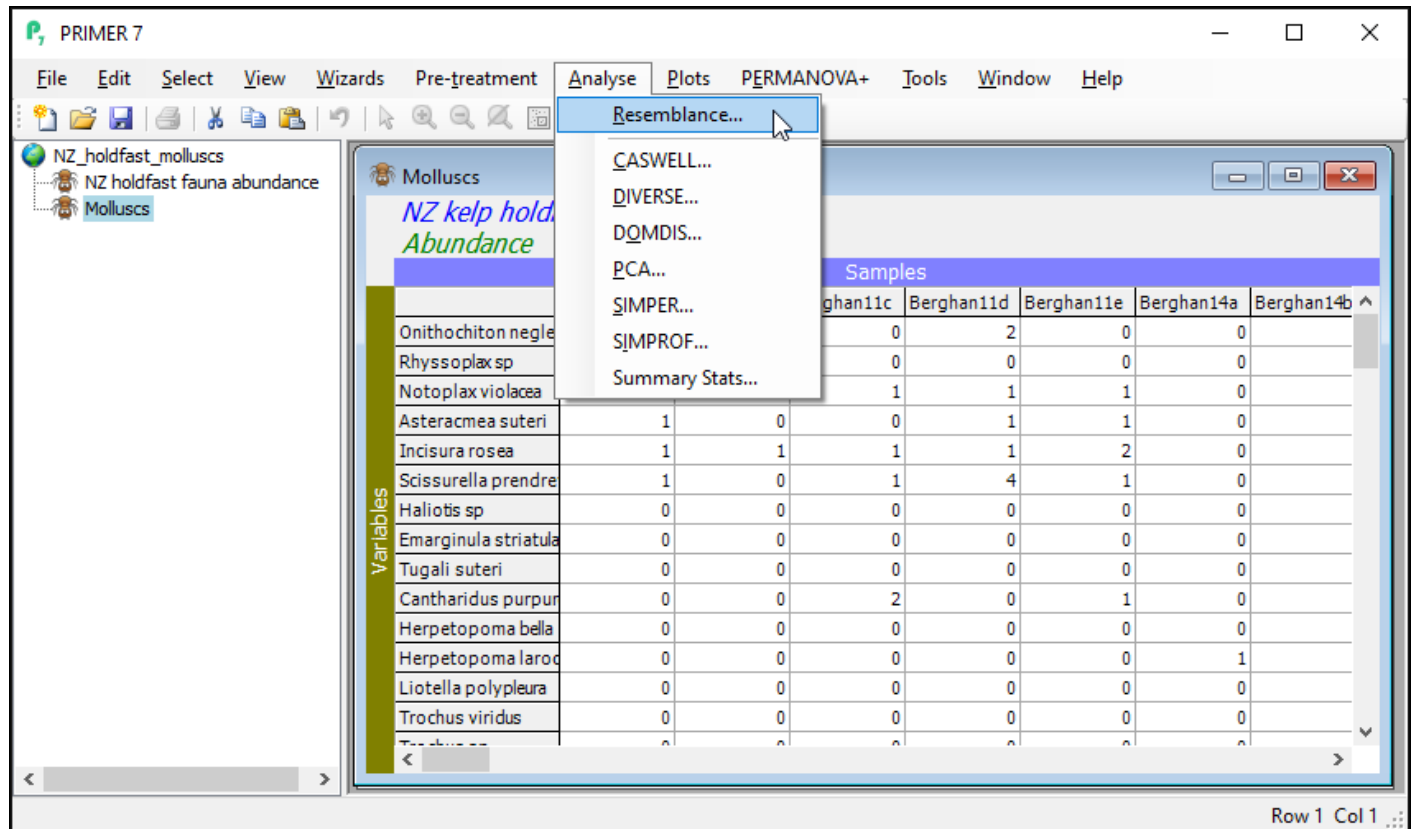 PRIMER 7
File Edit Select View Wizards Pre-treatment Analyse Plots PERMANOVA+ Tools Window Help
Resemblance...
CASWELL...
DIVERSE...
DOMDIS...
PCA...
SIMPER...
SIMPROF...
Summary Stats...
NZ_holdfast_molluscs
NZ holdfast fauna abundance
Molluscs
Molluscs
NZ kelp hold
Abundance
Samples
ghan11c Berghan11d Berghan11e Berghan14a Berghan14b
Variables
Onithochiton negle 0 2 0 0
Rhyssoplax sp 0 0 0 0
Notoplax violacea 1 1 1 0
Asteracmea suteri 1 0 0 1 1 0
Incisura rosea 1 1 1 1 2 0
Scissurella prendre 1 0 1 4 1 0
Haliotis sp 0 0 0 0 0 0
Emarginula striatula 0 0 0 0 0 0
Tugali suteri 0 0 0 0 0 0
Cantharidus purpur 0 0 2 0 1 0
Herpetopoma bella 0 0 0 0 0 0
Herpetopoma laroc 0 0 0 0 0 1
Liotella polypleura 0 0 0 0 0 0
Trochus viridus 0 0 0 0 0 0
Row 1 Col 1